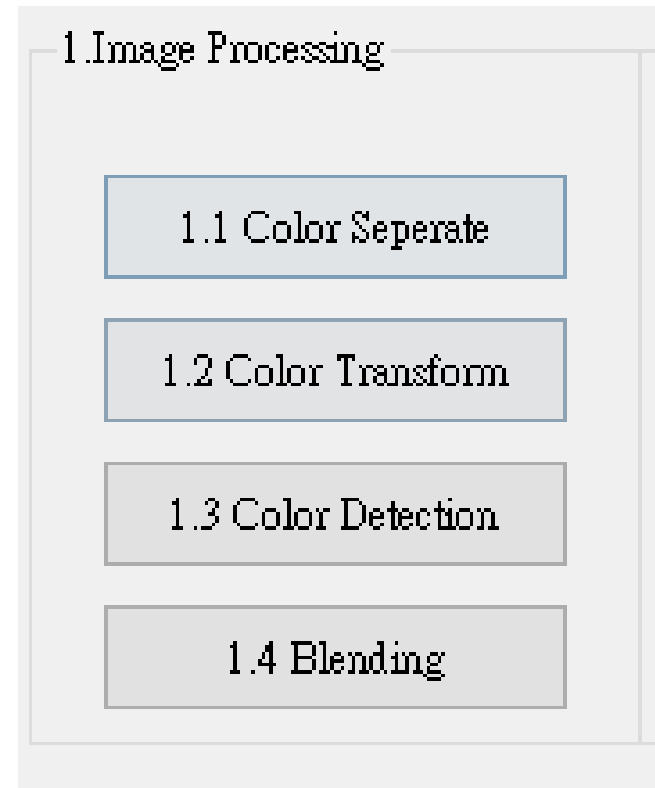 1.Image Processing
1.1 Color Seperate
1.2 Color Transform
1.3 Color Detection
1.4 Blending